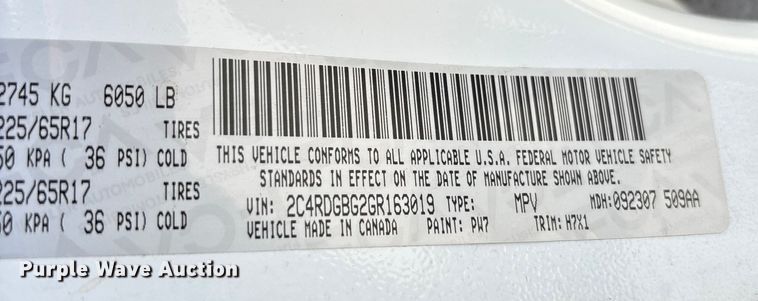 2745 KG 6050 LB
225/65R17 TIRES
50 KPA ( 36 PSI) COLD
225/65R17 TIRES
50 KPA ( 36 PSI) COLD
THIS VEHICLE CONFORMS TO ALL APPLICABLE U.S.A. FEDERAL MOTOR VEHICLE SAFETY
STANDARDS IN EFFECT ON THE DATE OF MANUFACTURE SHOWN ABOVE.
VIN: 2C4RDGBG2GR163019 TYPE: MPV MDH: 092307 509AA
VEHICLE MADE IN CANADA PAINT: PW7 TRIM: H7X1
Purple Wave Auction